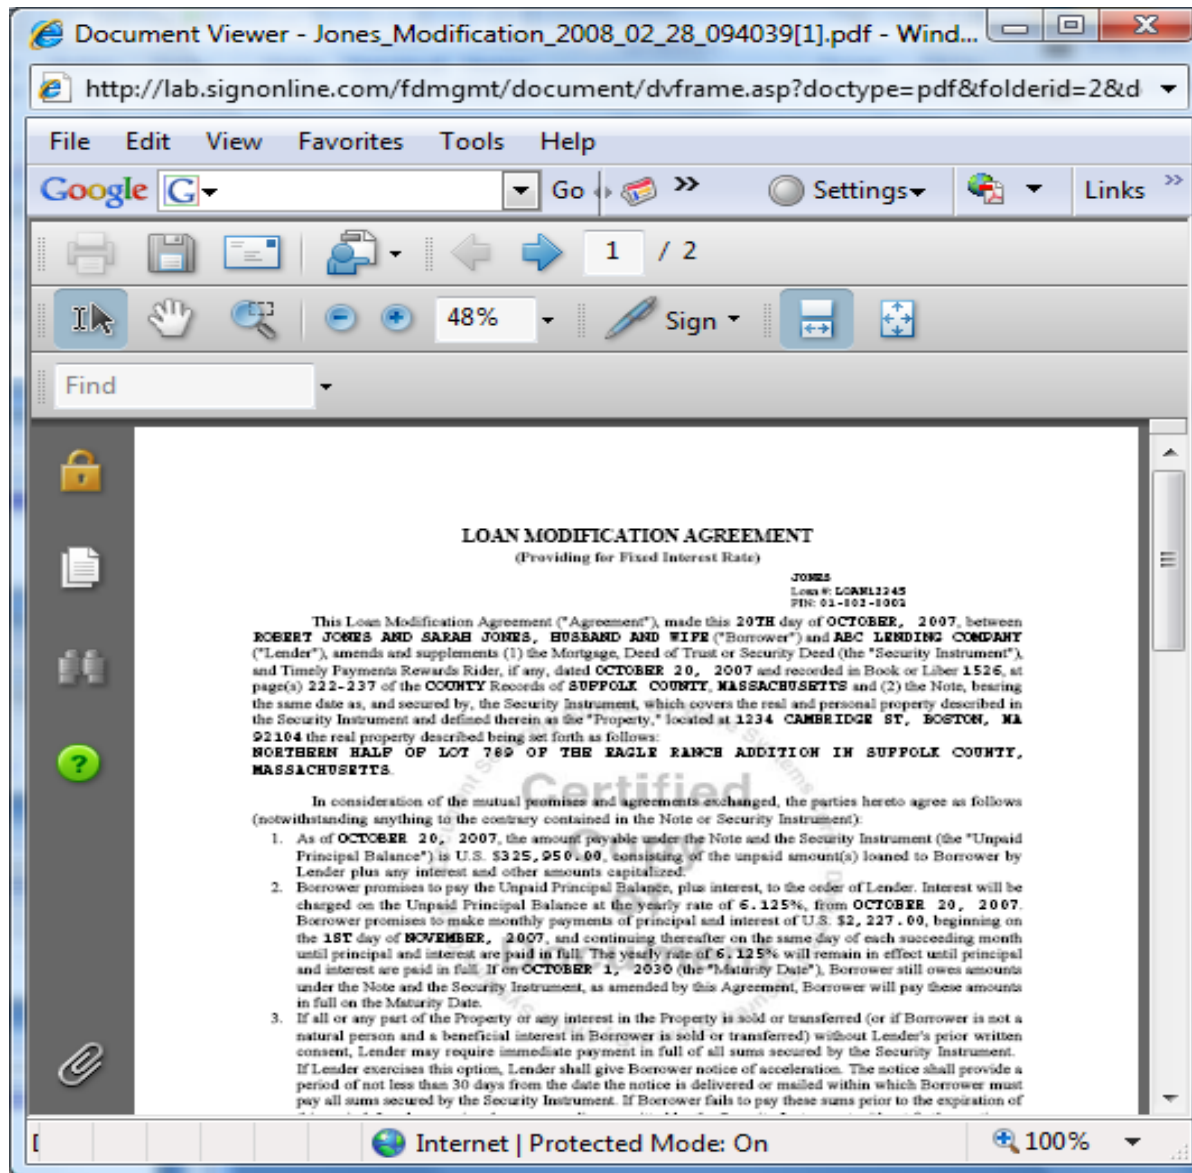 Document Viewer - Jones_Modification_2008_02_28_094039[1].pdf - Wind...
http://lab.signonline.com/fdmgmt/document/dvframe.asp?doctype=pdf&folderid=2&d
File Edit View Favorites Tools Help
Google G Go » Settings Links »
1 / 2
48% Sign
Find
LOAN MODIFICATION AGREEMENT
(Providing for Fixed Interest Rate)
JONES
Loan #: LOAN12345
PIN: 01-002-0003
This Loan Modification Agreement ("Agreement"), made this 20TH day of OCTOBER, 2007, between
ROBERT JONES AND SARAH JONES, HUSBAND AND WIFE ("Borrower") and ABC LENDING COMPANY
("Lender"), amends and supplements (1) the Mortgage, Deed of Trust or Security Deed (the "Security Instrument"),
and Timely Payments Rewards Rider, if any, dated OCTOBER 20, 2007 and recorded in Book or Liber 1526, at
page(s) 222-237 of the COUNTY Records of SUFFOLK COUNTY, MASSACHUSETTS and (2) the Note, bearing
the same date as, and secured by, the Security Instrument, which covers the real and personal property described in
the Security Instrument and defined therein as the "Property," located at 1234 CAMBRIDGE ST, BOSTON, MA
92104 the real property described being set forth as follows:
NORTHERN HALF OF LOT 789 OF THE EAGLE RANCH ADDITION IN SUFFOLK COUNTY,
MASSACHUSETTS.
Certified
Copy
of
Document
In consideration of the mutual promises and agreements exchanged, the parties hereto agree as follows
(notwithstanding anything to the contrary contained in the Note or Security Instrument):
1. As of OCTOBER 20, 2007, the amount payable under the Note and the Security Instrument (the "Unpaid
Principal Balance") is U.S. $325,950.00, consisting of the unpaid amount(s) loaned to Borrower by
Lender plus any interest and other amounts capitalized.
2. Borrower promises to pay the Unpaid Principal Balance, plus interest, to the order of Lender. Interest will be
charged on the Unpaid Principal Balance at the yearly rate of 6.125%, from OCTOBER 20, 2007.
Borrower promises to make monthly payments of principal and interest of U.S. $2,227.00, beginning on
the 1ST day of NOVEMBER, 2007, and continuing thereafter on the same day of each succeeding month
until principal and interest are paid in full. The yearly rate of 6.125% will remain in effect until principal
and interest are paid in full. If on OCTOBER 1, 2030 (the "Maturity Date"), Borrower still owes amounts
under the Note and the Security Instrument, as amended by this Agreement, Borrower will pay these amounts
in full on the Maturity Date.
3. If all or any part of the Property or any interest in the Property is sold or transferred (or if Borrower is not a
natural person and a beneficial interest in Borrower is sold or transferred) without Lender's prior written
consent, Lender may require immediate payment in full of all sums secured by the Security Instrument.
If Lender exercises this option, Lender shall give Borrower notice of acceleration. The notice shall provide a
period of not less than 30 days from the date the notice is delivered or mailed within which Borrower must
pay all sums secured by the Security Instrument. If Borrower fails to pay these sums prior to the expiration of
Internet | Protected Mode: On 100%